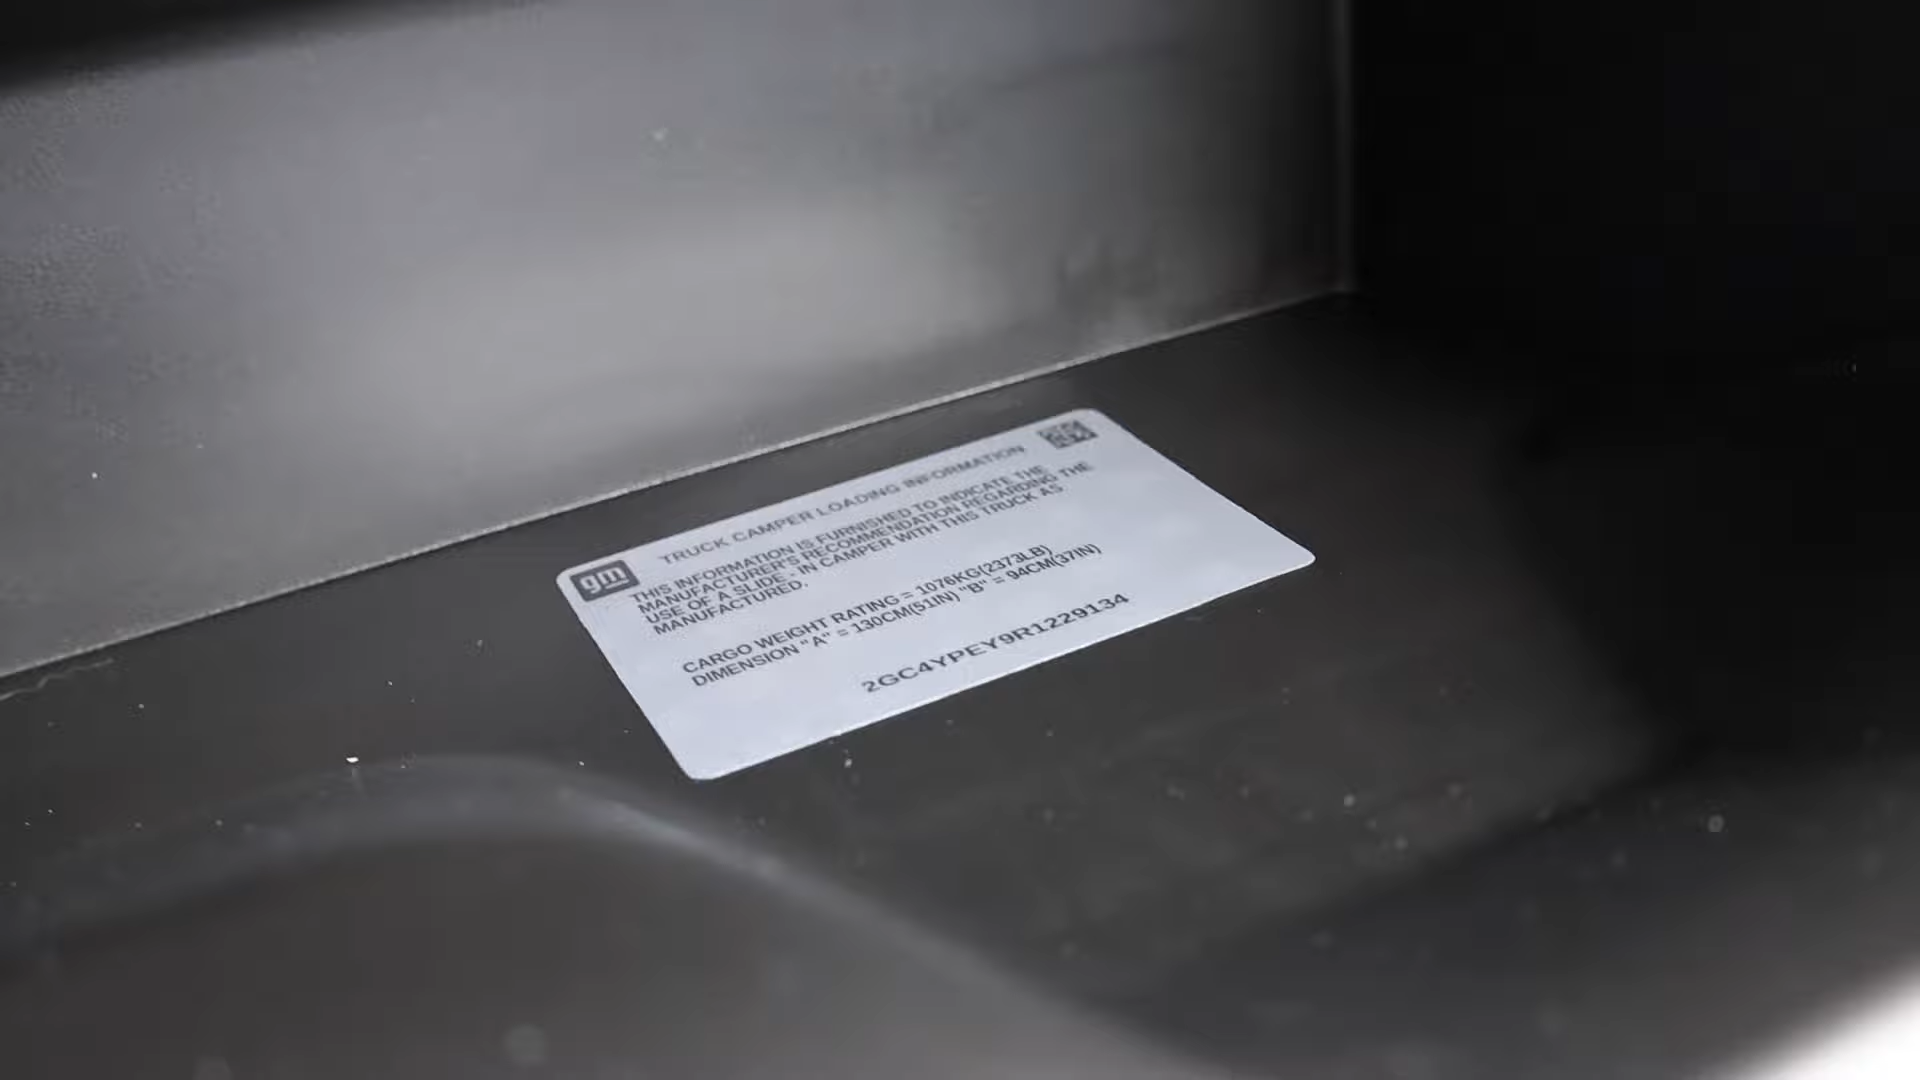 gm
TRUCK CAMPER LOADING INFORMATION
THIS INFORMATION IS FURNISHED TO INDICATE THE
MANUFACTURER'S RECOMMENDATION REGARDING THE
USE OF A SLIDE - IN CAMPER WITH THIS TRUCK AS
MANUFACTURED.
CARGO WEIGHT RATING = 1076KG(2373LB)
DIMENSION "A" = 130CM(51IN) "B" = 94CM(37IN)
2GC4YPEY9R1229134